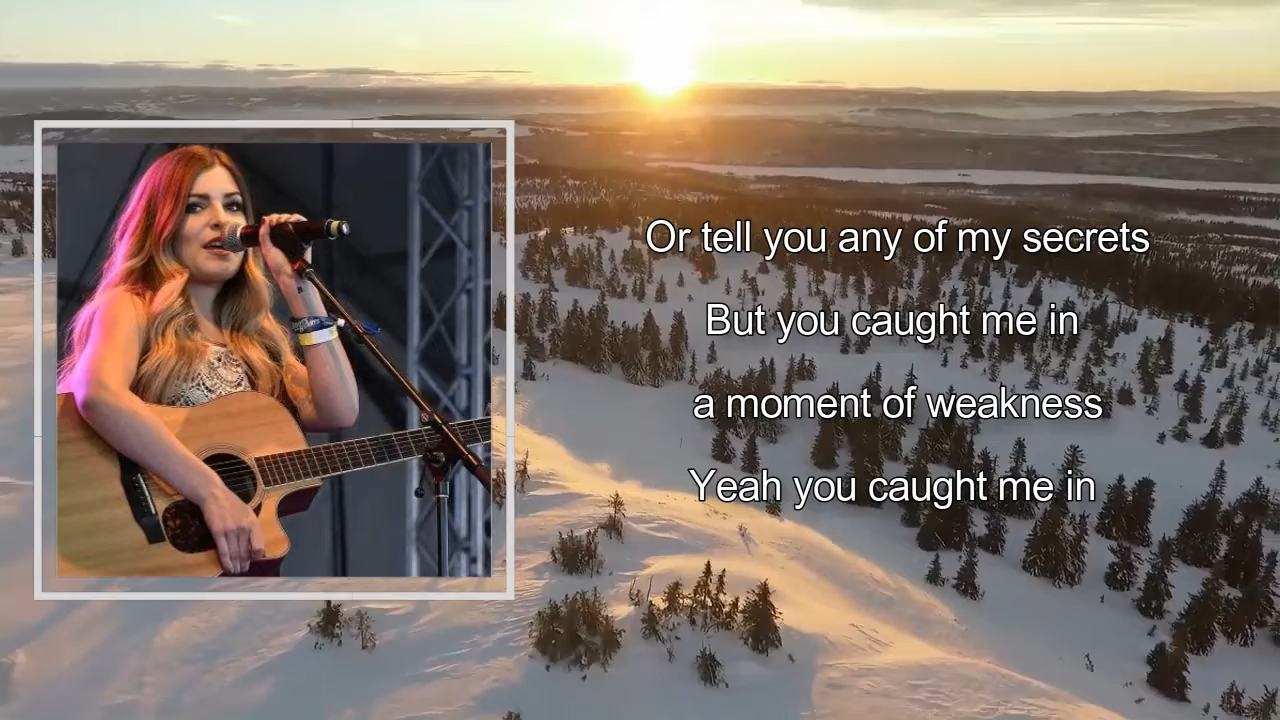 Or tell you any of my secrets
But you caught me in
a moment of weakness
Yeah you caught me in